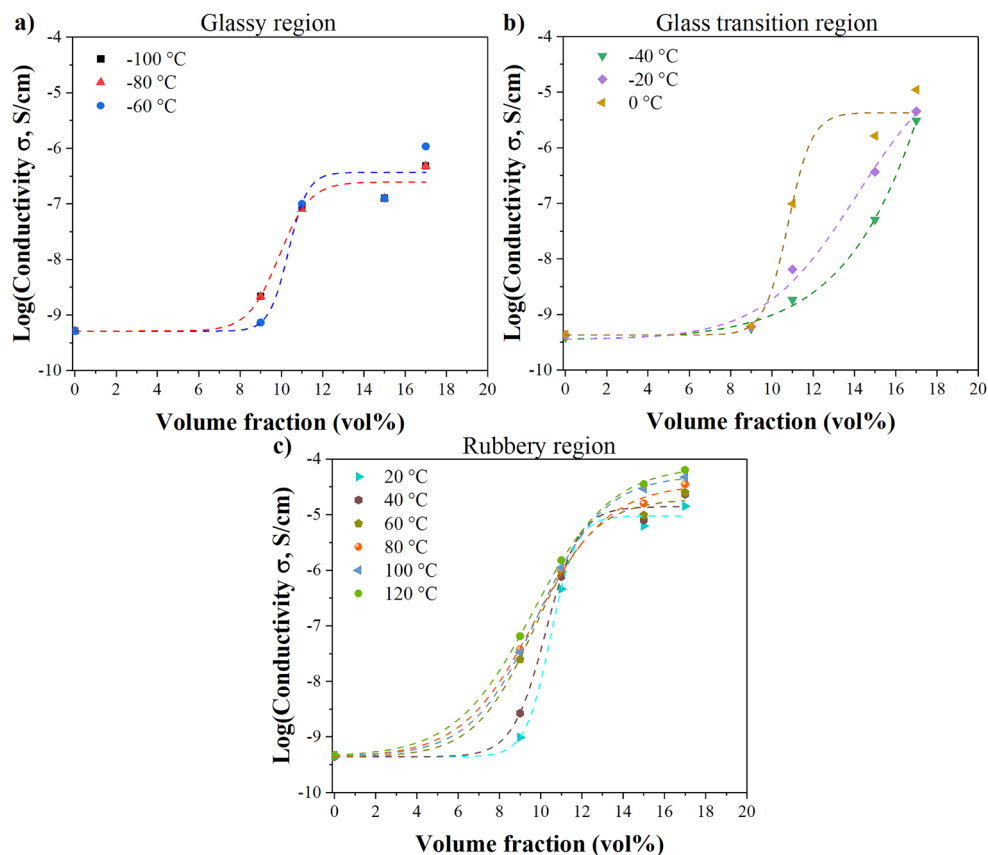 a) Glassy region
-100 °C
-80 °C
-60 °C
Log(Conductivity σ, S/cm)
-4
-5
-6
-7
-8
-9
-10
0 2 4 6 8 10 12 14 16 18 20
Volume fraction (vol%)
b) Glass transition region
-40 °C
-20 °C
0 °C
Log(Conductivity σ, S/cm)
-4
-5
-6
-7
-8
-9
-10
0 2 4 6 8 10 12 14 16 18 20
Volume fraction (vol%)
c) Rubbery region
20 °C
40 °C
60 °C
80 °C
100 °C
120 °C
Log(Conductivity σ, S/cm)
-4
-5
-6
-7
-8
-9
-10
0 2 4 6 8 10 12 14 16 18 20
Volume fraction (vol%)